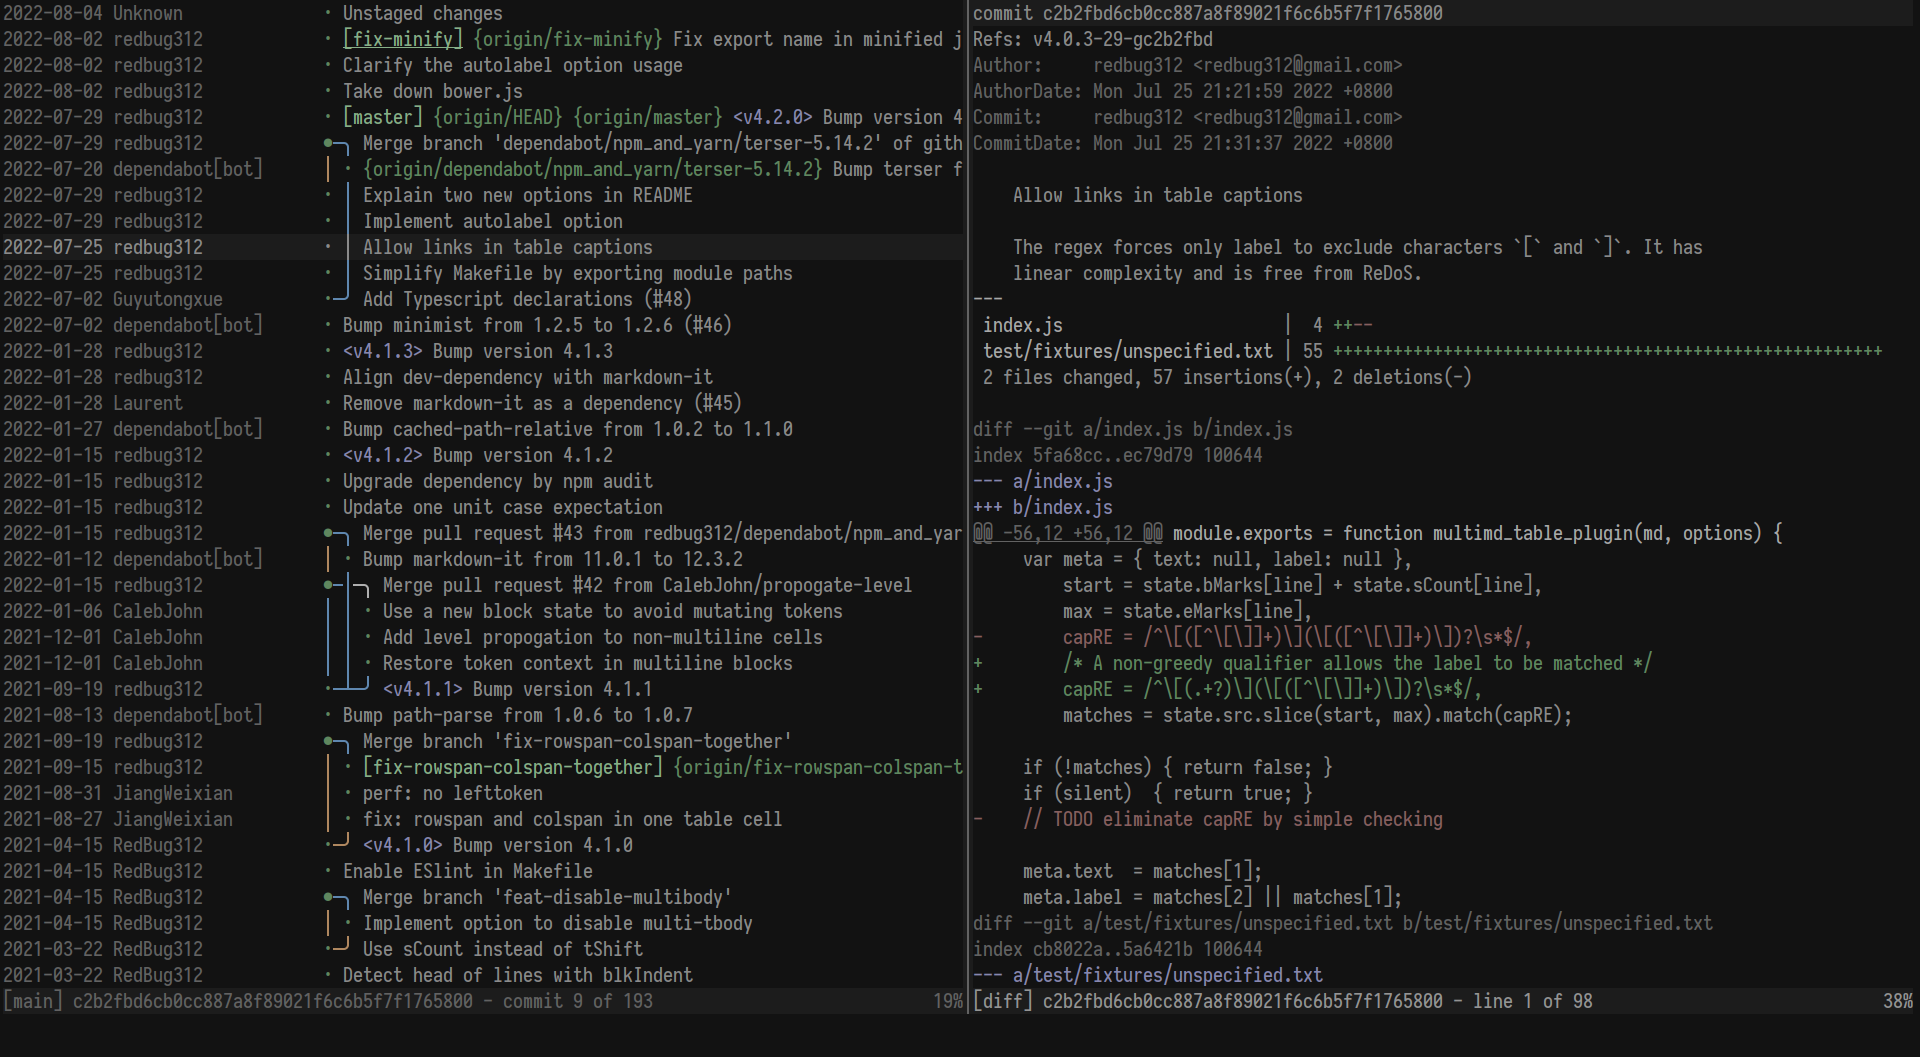 2022-08-04 Unknown · Unstaged changes
2022-08-02 redbug312 · [fix-minify] {origin/fix-minify} Fix export name in minified j
2022-08-02 redbug312 · Clarify the autolabel option usage
2022-08-02 redbug312 · Take down bower.js
2022-07-29 redbug312 · [master] {origin/HEAD} {origin/master} <v4.2.0> Bump version 4
2022-07-29 redbug312 Merge branch 'dependabot/npm_and_yarn/terser-5.14.2' of gith
2022-07-20 dependabot[bot] · {origin/dependabot/npm_and_yarn/terser-5.14.2} Bump terser f
2022-07-29 redbug312 · Explain two new options in README
2022-07-29 redbug312 · Implement autolabel option
2022-07-25 redbug312 · Allow links in table captions
2022-07-25 redbug312 · Simplify Makefile by exporting module paths
2022-07-02 Guyutongxue · Add Typescript declarations (#48)
2022-07-02 dependabot[bot] · Bump minimist from 1.2.5 to 1.2.6 (#46)
2022-01-28 redbug312 · <v4.1.3> Bump version 4.1.3
2022-01-28 redbug312 · Align dev-dependency with markdown-it
2022-01-28 Laurent · Remove markdown-it as a dependency (#45)
2022-01-27 dependabot[bot] · Bump cached-path-relative from 1.0.2 to 1.1.0
2022-01-15 redbug312 · <v4.1.2> Bump version 4.1.2
2022-01-15 redbug312 · Upgrade dependency by npm audit
2022-01-15 redbug312 · Update one unit case expectation
2022-01-15 redbug312 Merge pull request #43 from redbug312/dependabot/npm_and_yar
2022-01-12 dependabot[bot] · Bump markdown-it from 11.0.1 to 12.3.2
2022-01-15 redbug312 Merge pull request #42 from CalebJohn/propogate-level
2022-01-06 CalebJohn · Use a new block state to avoid mutating tokens
2021-12-01 CalebJohn · Add level propogation to non-multiline cells
2021-12-01 CalebJohn · Restore token context in multiline blocks
2021-09-19 redbug312 · <v4.1.1> Bump version 4.1.1
2021-08-13 dependabot[bot] · Bump path-parse from 1.0.6 to 1.0.7
2021-09-19 redbug312 Merge branch 'fix-rowspan-colspan-together'
2021-09-15 redbug312 · [fix-rowspan-colspan-together] {origin/fix-rowspan-colspan-t
2021-08-31 JiangWeixian · perf: no lefttoken
2021-08-27 JiangWeixian · fix: rowspan and colspan in one table cell
2021-04-15 RedBug312 · <v4.1.0> Bump version 4.1.0
2021-04-15 RedBug312 · Enable ESlint in Makefile
2021-04-15 RedBug312 Merge branch 'feat-disable-multibody'
2021-04-15 RedBug312 · Implement option to disable multi-tbody
2021-03-22 RedBug312 · Use sCount instead of tShift
2021-03-22 RedBug312 · Detect head of lines with blkIndent
[main] c2b2fbd6cb0cc887a8f89021f6c6b5f7f1765800 - commit 9 of 193 19%
commit c2b2fbd6cb0cc887a8f89021f6c6b5f7f1765800
Refs: v4.0.3-29-gc2b2fbd
Author:     redbug312 <redbug312@gmail.com>
AuthorDate: Mon Jul 25 21:21:59 2022 +0800
Commit:     redbug312 <redbug312@gmail.com>
CommitDate: Mon Jul 25 21:31:37 2022 +0800
    Allow links in table captions
    The regex forces only label to exclude characters `[` and `]`. It has
    linear complexity and is free from ReDoS.
---
 index.js                      |  4 ++--
 test/fixtures/unspecified.txt | 55 +++++++++++++++++++++++++++++++++++++++++++++++++++++++
 2 files changed, 57 insertions(+), 2 deletions(-)
diff --git a/index.js b/index.js
index 5fa68cc..ec79d79 100644
--- a/index.js
+++ b/index.js
@@ -56,12 +56,12 @@ module.exports = function multimd_table_plugin(md, options) {
     var meta = { text: null, label: null },
         start = state.bMarks[line] + state.sCount[line],
         max = state.eMarks[line],
-        capRE = /^\[([^\[\]]+)\](\[([^\[\]]+)\])?\s*$/,
+        /* A non-greedy qualifier allows the label to be matched */
+        capRE = /^\[(.+?)\](\[([^\[\]]+)\])?\s*$/,
         matches = state.src.slice(start, max).match(capRE);
     if (!matches) { return false; }
     if (silent)  { return true; }
-    // TODO eliminate capRE by simple checking
     meta.text  = matches[1];
     meta.label = matches[2] || matches[1];
diff --git a/test/fixtures/unspecified.txt b/test/fixtures/unspecified.txt
index cb8022a..5a6421b 100644
--- a/test/fixtures/unspecified.txt
[diff] c2b2fbd6cb0cc887a8f89021f6c6b5f7f1765800 - line 1 of 98 38%